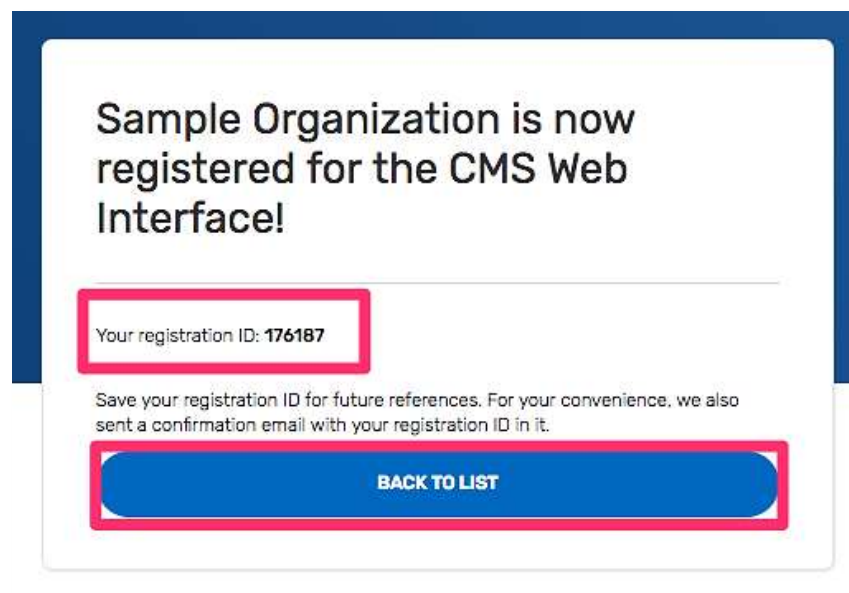 Sample Organization is now
registered for the CMS Web
Interface!
Your registration ID: 176187
Save your registration ID for future references. For your convenience, we also
sent a confirmation email with your registration ID in it.
BACK TO LIST